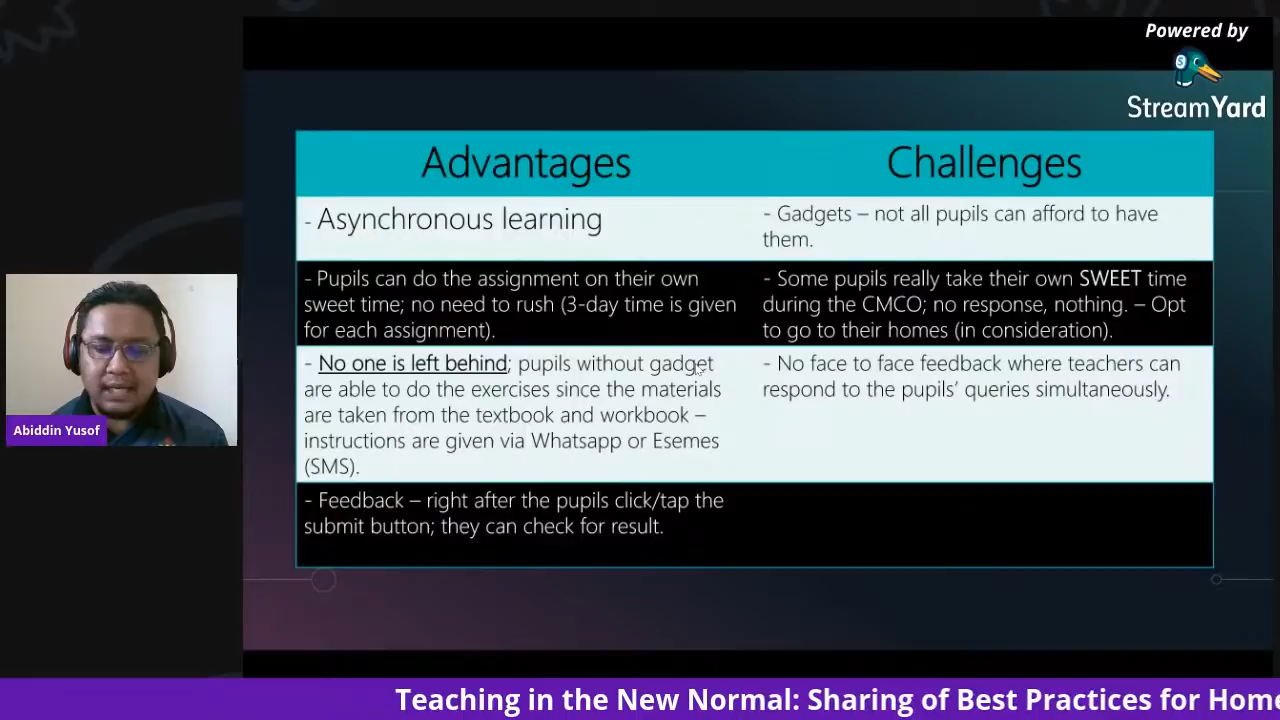 Powered by
StreamYard
Advantages
Challenges
- Asynchronous learning
- Gadgets – not all pupils can afford to have
them.
- Pupils can do the assignment on their own
sweet time; no need to rush (3-day time is given
for each assignment).
- Some pupils really take their own SWEET time
during the CMCO; no response, nothing. – Opt
to go to their homes (in consideration).
- No one is left behind; pupils without gadget
are able to do the exercises since the materials
are taken from the textbook and workbook –
instructions are given via Whatsapp or Esemes
(SMS).
- No face to face feedback where teachers can
respond to the pupils’ queries simultaneously.
- Feedback – right after the pupils click/tap the
submit button; they can check for result.
Abiddin Yusof
Teaching in the New Normal: Sharing of Best Practices for Home